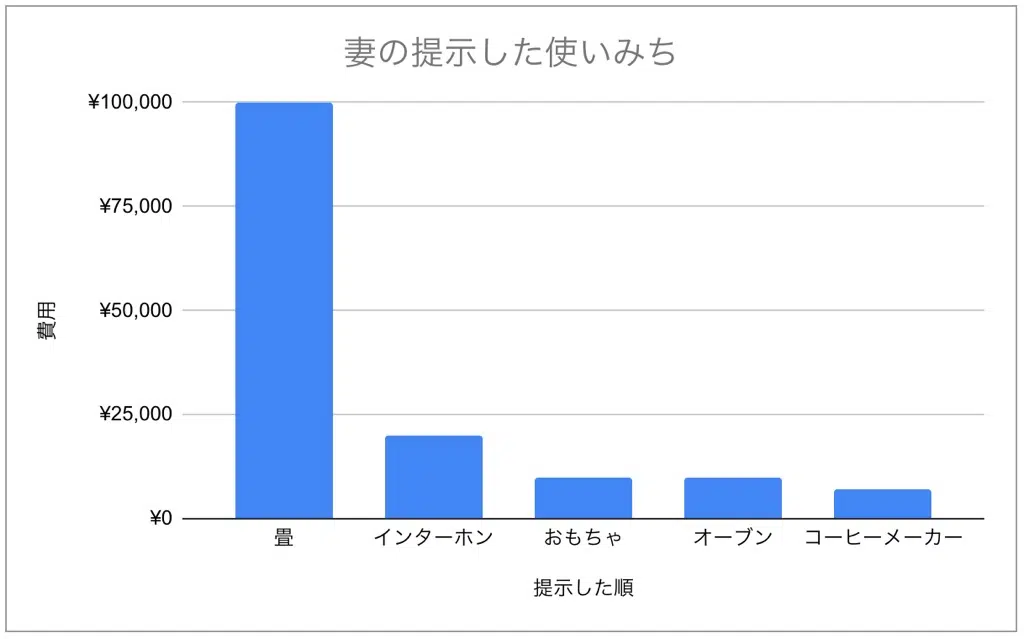 妻の提示した使いみち
¥100,000
¥75,000
¥50,000
¥25,000
¥0
費用
畳
インターホン
おもちゃ
オーブン
コーヒーメーカー
提示した順